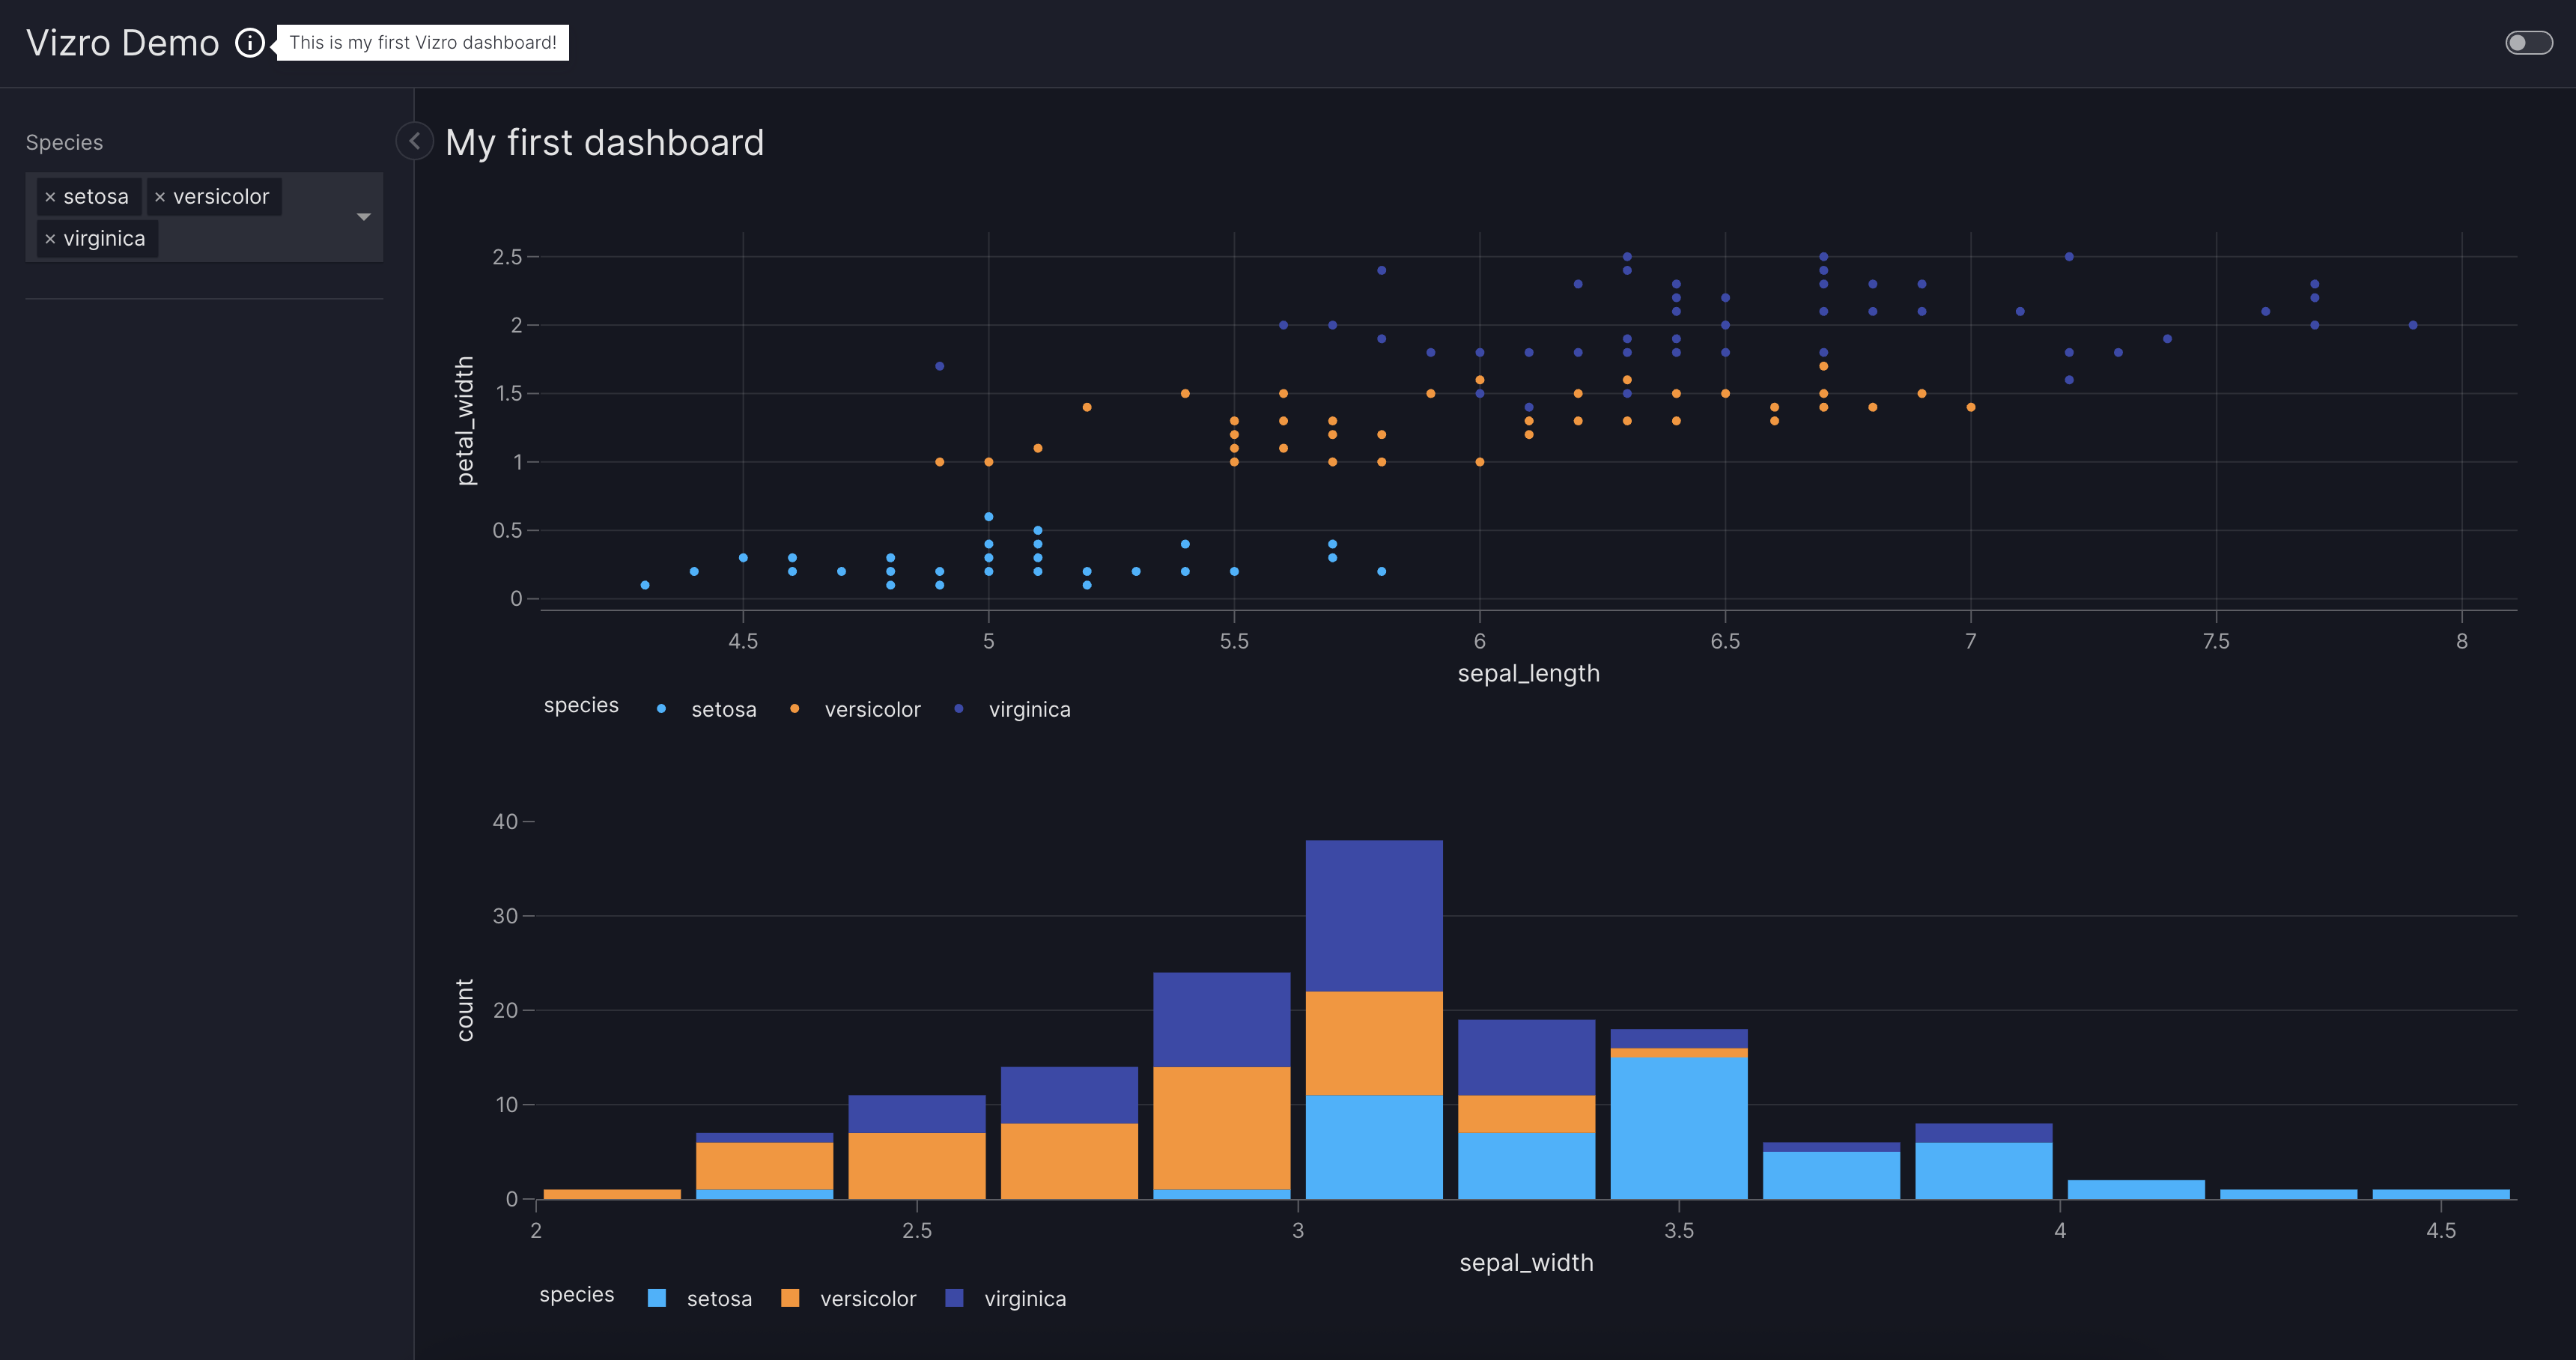 Vizro Demo
This is my first Vizro dashboard!
Species
× setosa × versicolor
× virginica
My first dashboard
2.5
2
1.5
1
0.5
0
petal_width
4.5 5 5.5 6 6.5 7 7.5 8
sepal_length
species setosa versicolor virginica
40
30
20
10
0
count
2 2.5 3 3.5 4 4.5
sepal_width
species setosa versicolor virginica